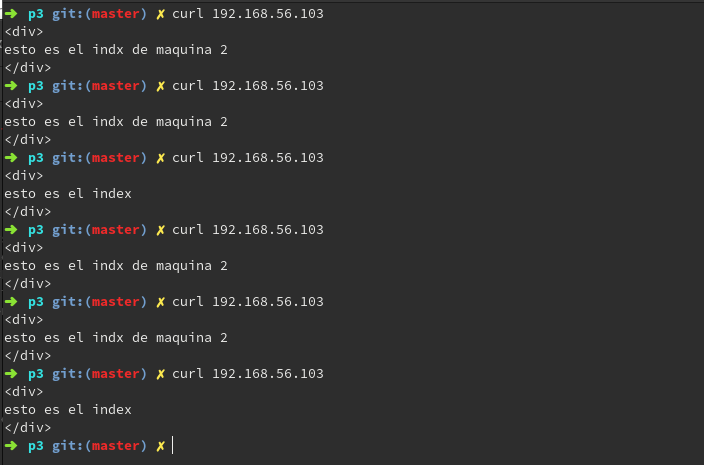 ➜ p3 git:(master) ✗ curl 192.168.56.103
<div>
esto es el indx de maquina 2
</div>
➜ p3 git:(master) ✗ curl 192.168.56.103
<div>
esto es el indx de maquina 2
</div>
➜ p3 git:(master) ✗ curl 192.168.56.103
<div>
esto es el index
</div>
➜ p3 git:(master) ✗ curl 192.168.56.103
<div>
esto es el indx de maquina 2
</div>
➜ p3 git:(master) ✗ curl 192.168.56.103
<div>
esto es el indx de maquina 2
</div>
➜ p3 git:(master) ✗ curl 192.168.56.103
<div>
esto es el index
</div>
➜ p3 git:(master) ✗